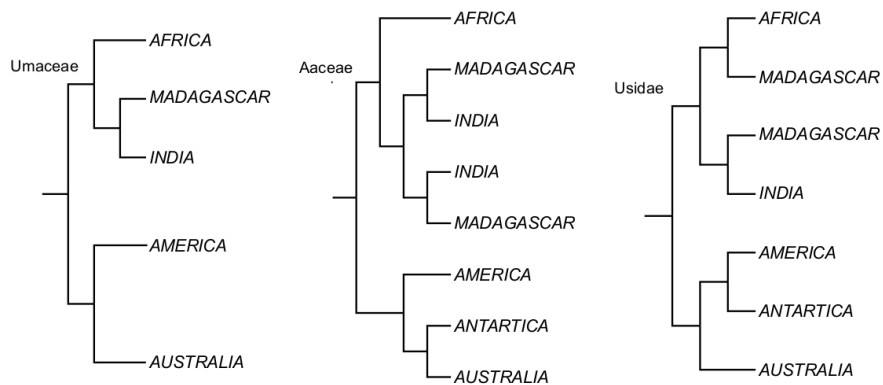 Umaceae
AFRICA
MADAGASCAR
INDIA
AMERICA
AUSTRALIA
Aaceae
AFRICA
MADAGASCAR
INDIA
INDIA
MADAGASCAR
AMERICA
ANTARTICA
AUSTRALIA
Usidae
AFRICA
MADAGASCAR
MADAGASCAR
INDIA
AMERICA
ANTARTICA
AUSTRALIA